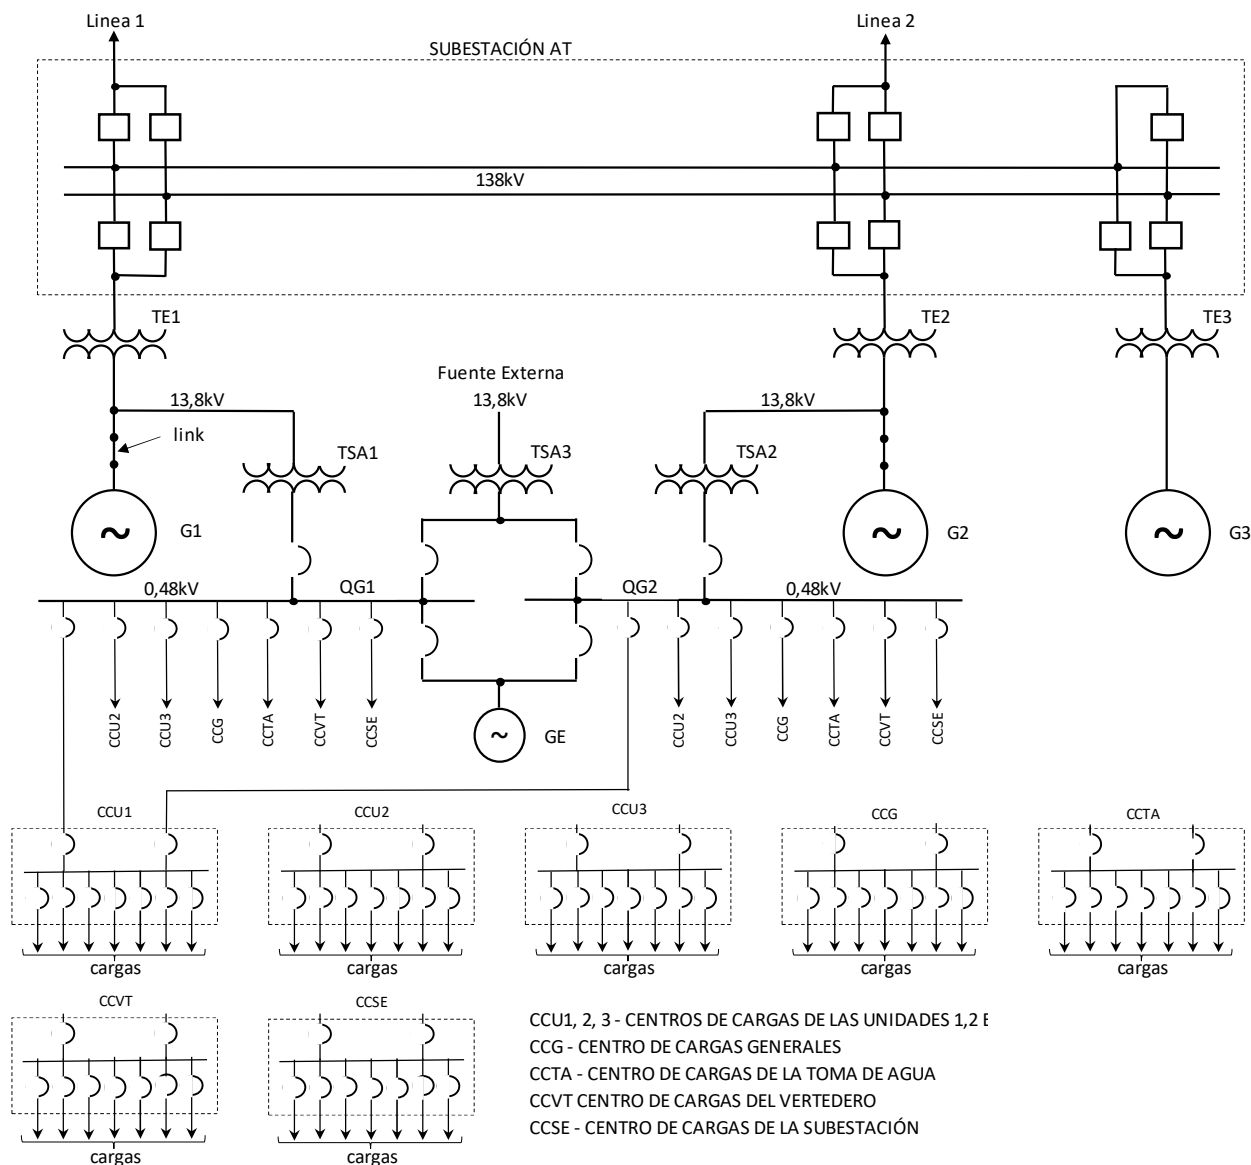 Linea 1
Linea 2
SUBESTACIÓN AT
138kV
TE1
TE2
TE3
Fuente Externa
13,8kV
13,8kV
13,8kV
link
TSA1
TSA3
TSA2
~
G1
~
G2
~
G3
0,48kV
QG1
QG2
0,48kV
CCU2
CCU3
CCG
CCTA
CCVT
CCSE
~
GE
CCU2
CCU3
CCG
CCTA
CCVT
CCSE
CCU1
CCU2
CCU3
CCG
CCTA
cargas
cargas
cargas
cargas
cargas
CCVT
CCSE
cargas
cargas
CCU1, 2, 3 - CENTROS DE CARGAS DE LAS UNIDADES 1,2 E
CCG - CENTRO DE CARGAS GENERALES
CCTA - CENTRO DE CARGAS DE LA TOMA DE AGUA
CCVT CENTRO DE CARGAS DEL VERTEDERO
CCSE - CENTRO DE CARGAS DE LA SUBESTACIÓN